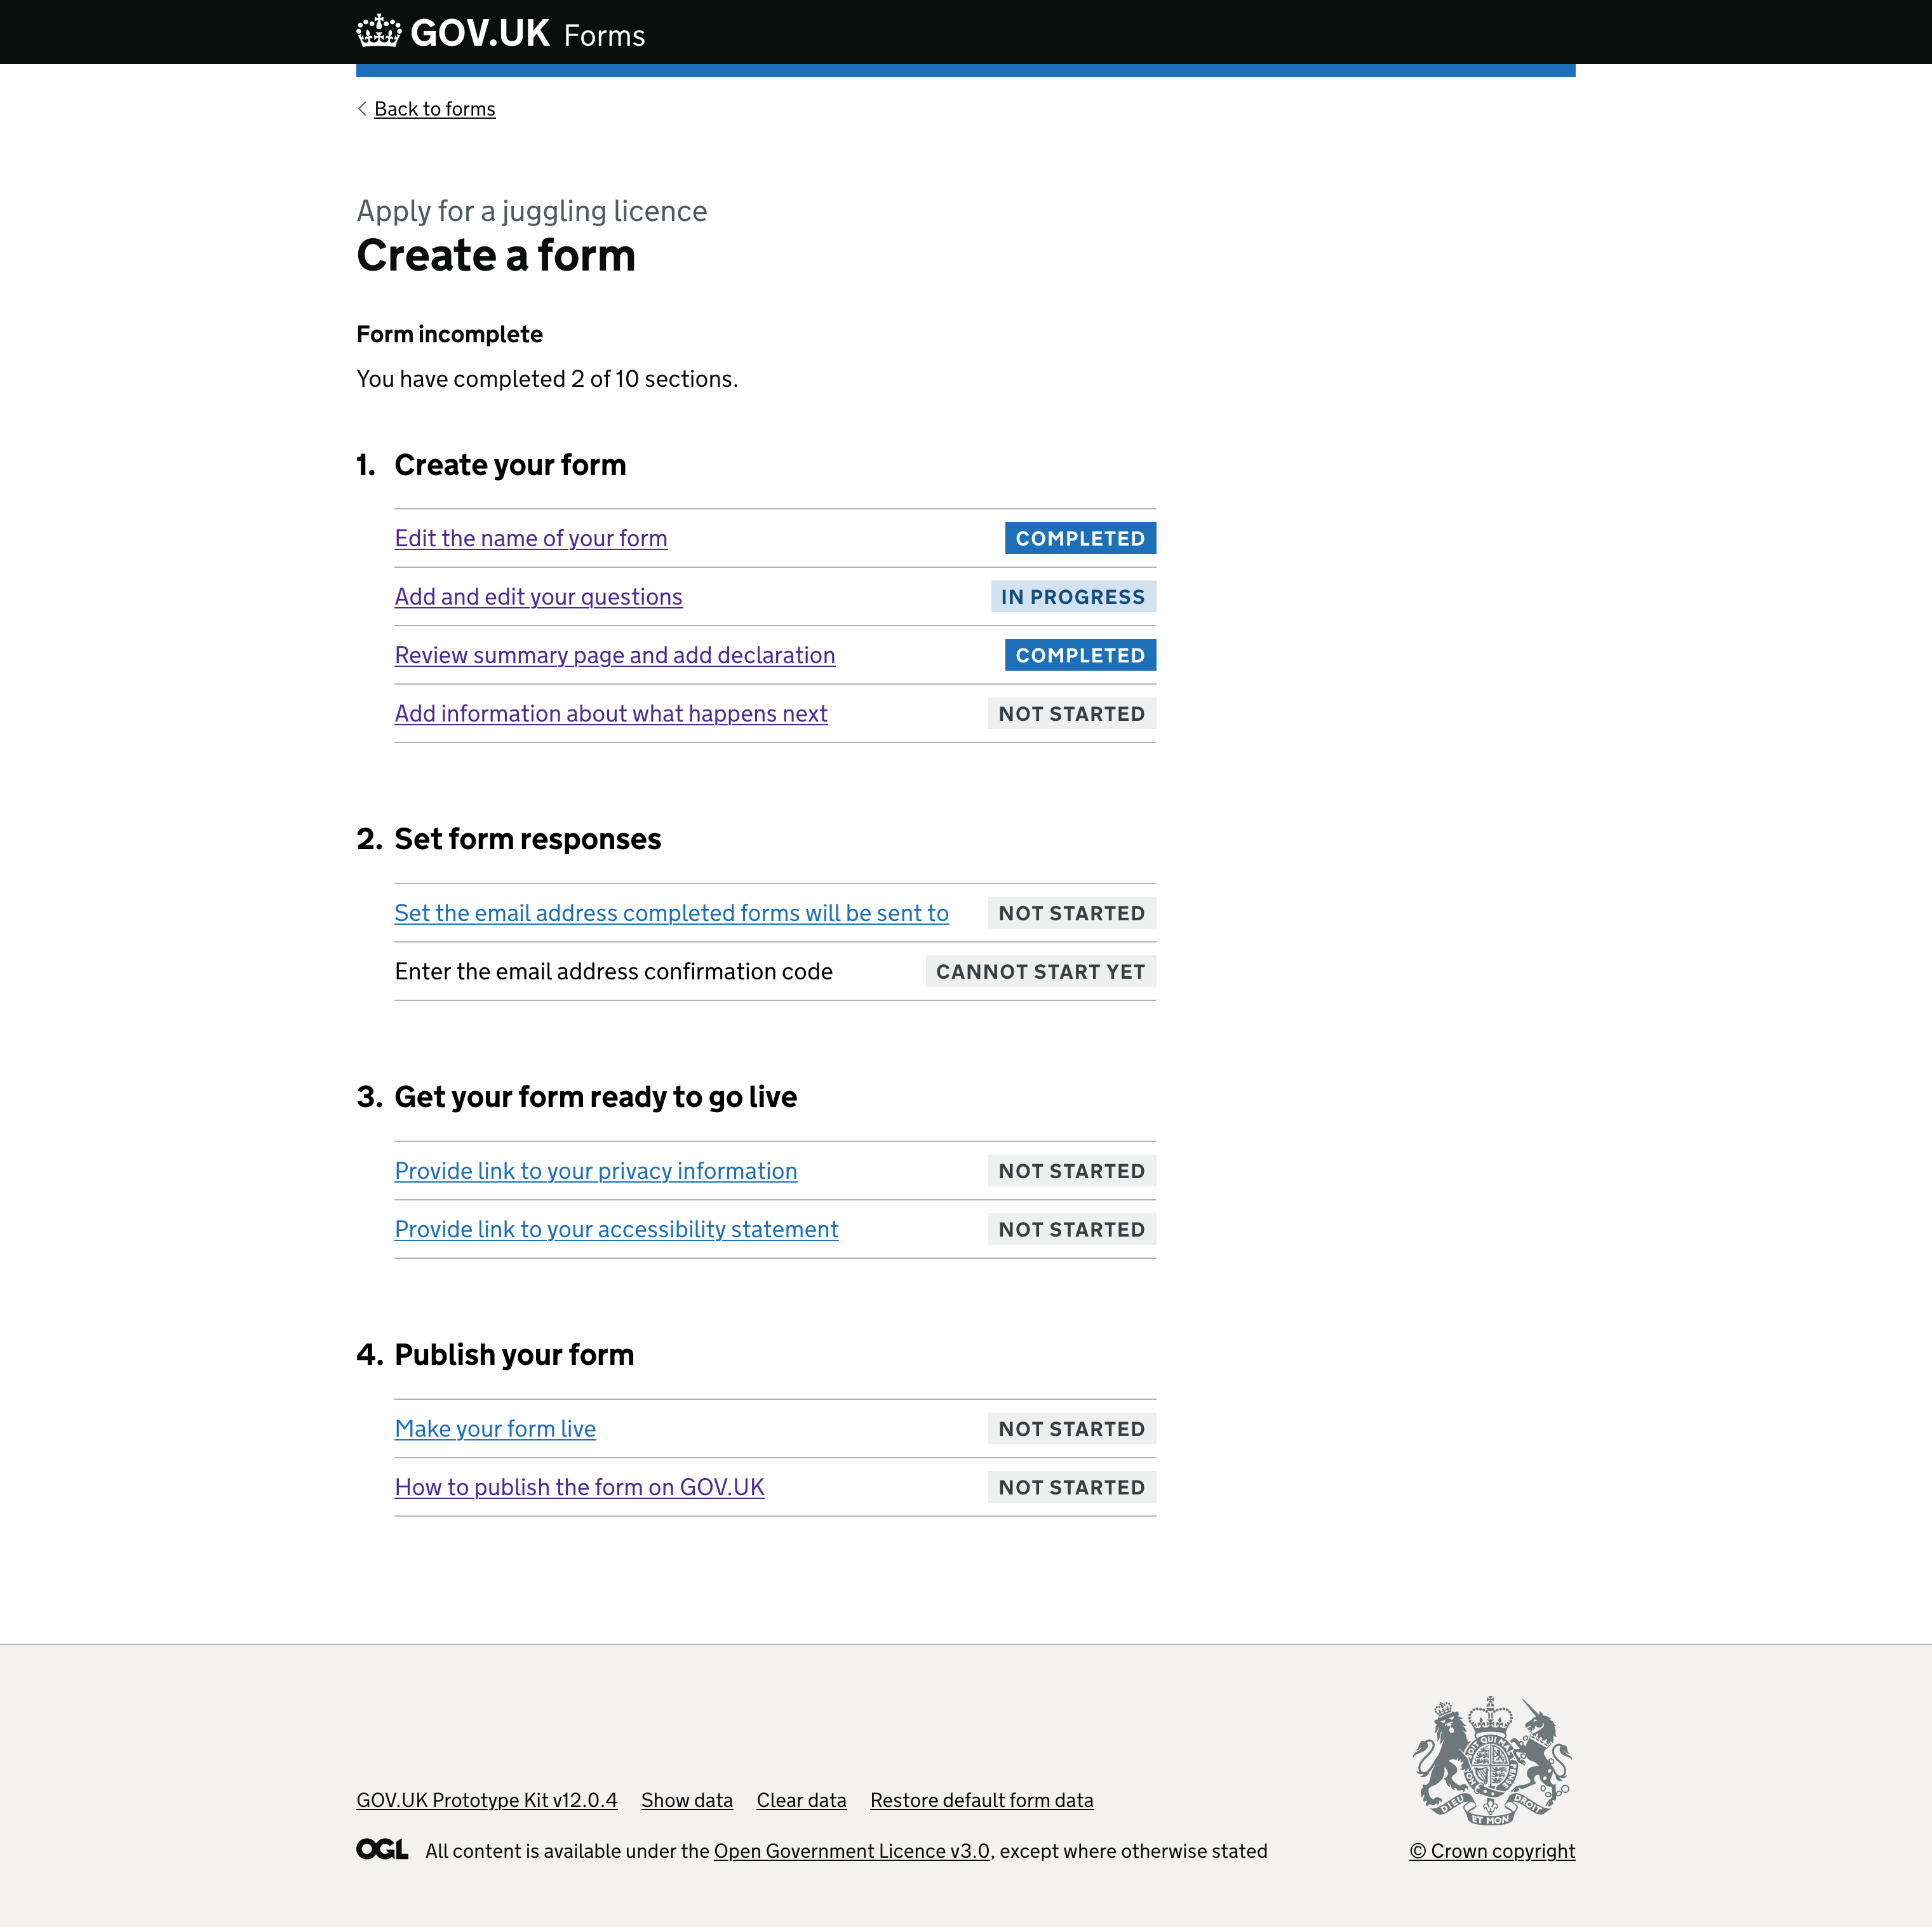 GOV.UK Forms
Back to forms
Apply for a juggling licence
Create a form
Form incomplete
You have completed 2 of 10 sections.
1. Create your form
Edit the name of your form COMPLETED
Add and edit your questions IN PROGRESS
Review summary page and add declaration COMPLETED
Add information about what happens next NOT STARTED
2. Set form responses
Set the email address completed forms will be sent to NOT STARTED
Enter the email address confirmation code CANNOT START YET
3. Get your form ready to go live
Provide link to your privacy information NOT STARTED
Provide link to your accessibility statement NOT STARTED
4. Publish your form
Make your form live NOT STARTED
How to publish the form on GOV.UK NOT STARTED
DIEU ET MON DROIT
GOV.UK Prototype Kit v12.0.4 Show data Clear data Restore default form data
OGL All content is available under the Open Government Licence v3.0, except where otherwise stated
© Crown copyright